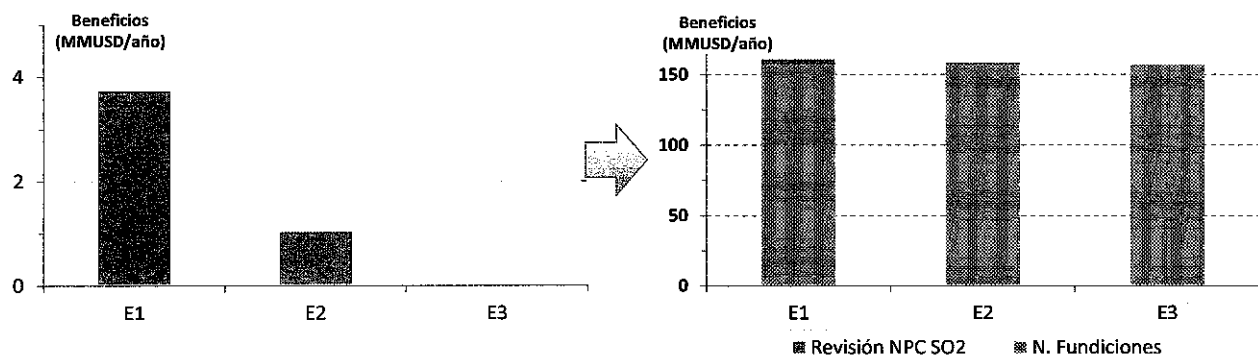 Beneficios
(MMUSD/año)
4
2
0
E1 E2 E3
Beneficios
(MMUSD/año)
150
100
50
0
E1 E2 E3
Revisión NPC SO2 N. Fundiciones